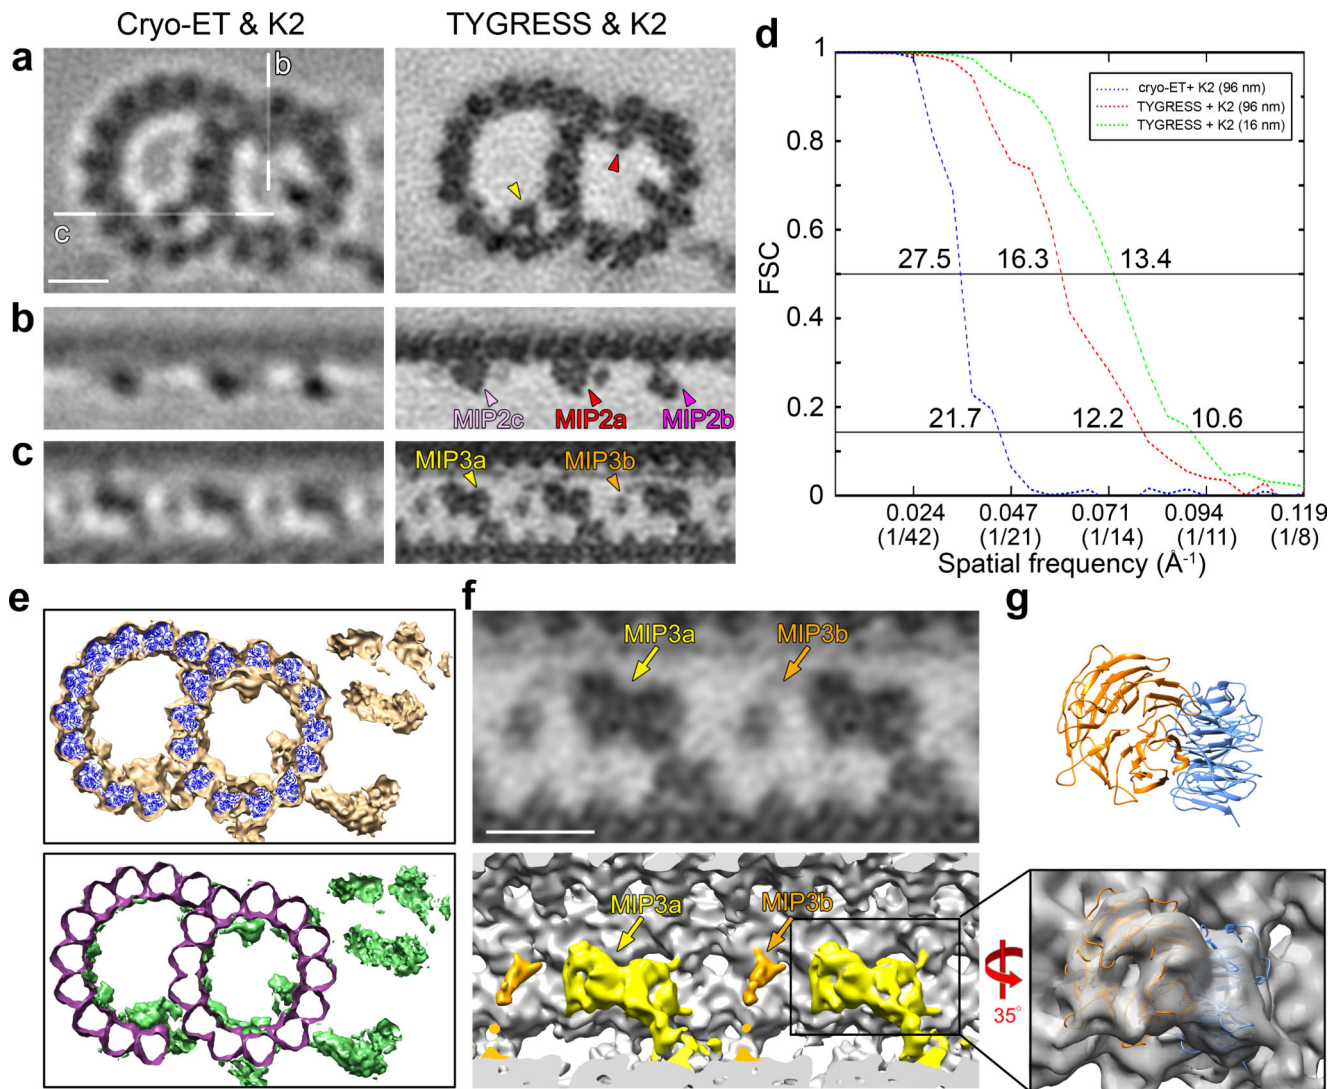 Cryo-ET & K2
TYGRESS & K2
a
b
c
b
MIP2c
MIP2a
MIP2b
c
MIP3a
MIP3b
d
FSC
1
0.8
0.6
0.4
0.2
0
cryo-ET+ K2 (96 nm)
TYGRESS + K2 (96 nm)
TYGRESS + K2 (16 nm)
27.5
16.3
13.4
21.7
12.2
10.6
0.024 0.047 0.071 0.094 0.119
(1/42) (1/21) (1/14) (1/11) (1/8)
Spatial frequency (Å⁻¹)
e
f
MIP3a
MIP3b
MIP3a
MIP3b
g
35°